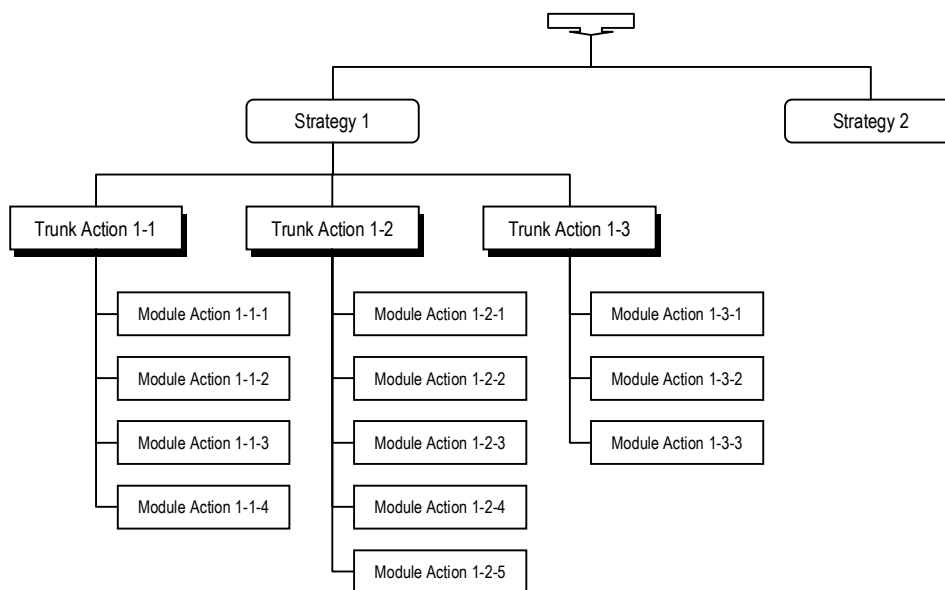 Strategy 1
Strategy 2
Trunk Action 1-1
Trunk Action 1-2
Trunk Action 1-3
Module Action 1-1-1
Module Action 1-2-1
Module Action 1-3-1
Module Action 1-1-2
Module Action 1-2-2
Module Action 1-3-2
Module Action 1-1-3
Module Action 1-2-3
Module Action 1-3-3
Module Action 1-1-4
Module Action 1-2-4
Module Action 1-2-5